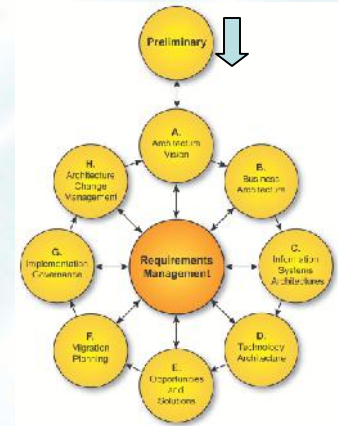 Preliminary
A.
Architecture
Vision
B.
Business
Architecture
C.
Information
Systems
Architectures
D.
Technology
Architecture
E.
Opportunities
and
Solutions
F.
Migration
Planning
G.
Implementation
Governance
H.
Architecture
Change
Management
Requirements
Management